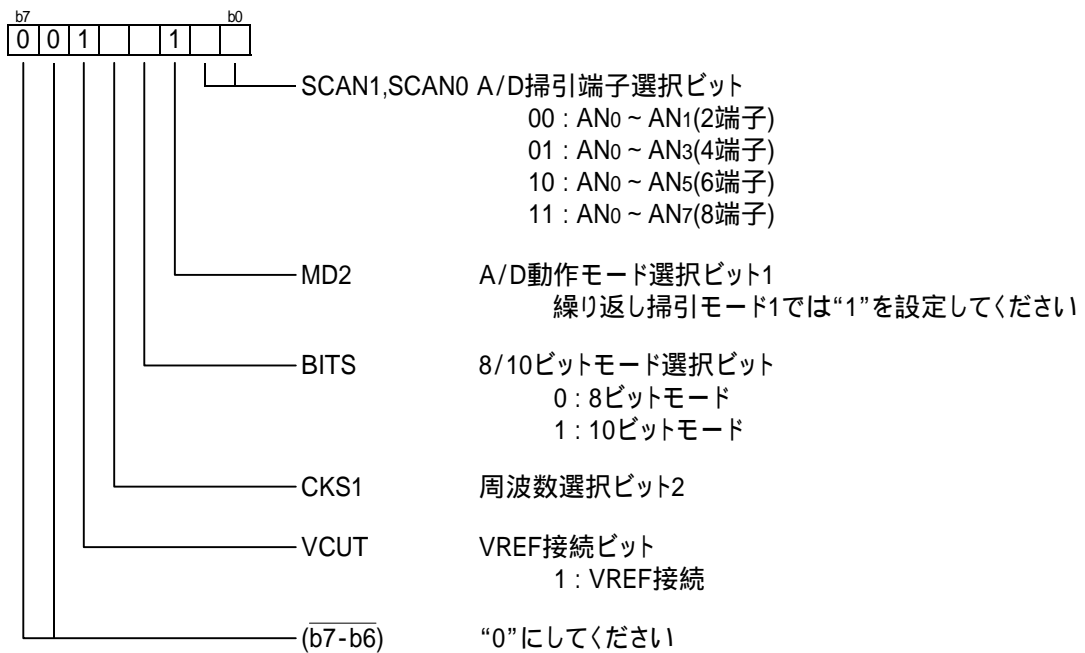 b7 b0
0 0 1 1
SCAN1,SCAN0 A/D掃引端子選択ビット
00 : AN0 ~ AN1(2端子)
01 : AN0 ~ AN3(4端子)
10 : AN0 ~ AN5(6端子)
11 : AN0 ~ AN7(8端子)
MD2 A/D動作モード選択ビット1
繰り返し掃引モード1では“1”を設定してください
BITS 8/10ビットモード選択ビット
0 : 8ビットモード
1 : 10ビットモード
CKS1 周波数選択ビット2
VCUT VREF接続ビット
1 : VREF接続
(b7-b6) “0”にしてください